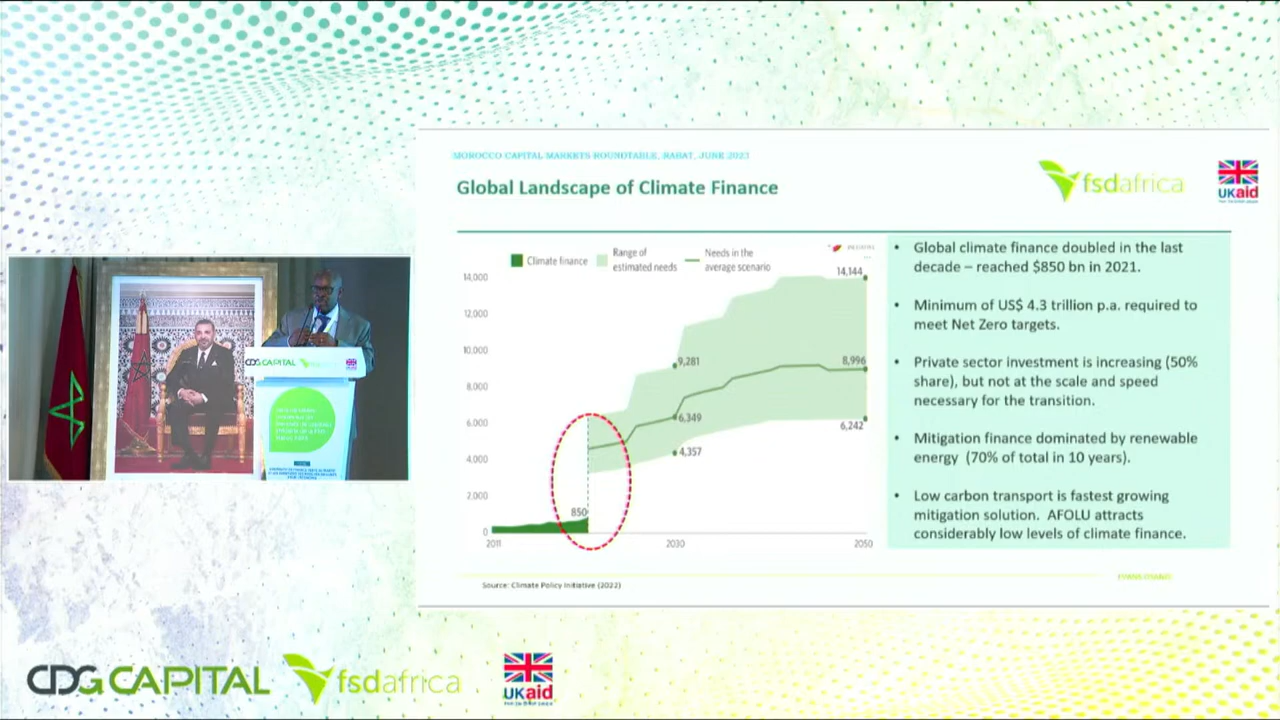 MOROCCO CAPITAL MARKETS ROUNDTABLE, RABAT, JUNE 2023
Global Landscape of Climate Finance
fsdafrica
UKaid
Climate finance
Range of
estimated needs
Needs in the
average scenario
14,000
12,000
10,000
8,000
6,000
4,000
2,000
0
2011
2030
2050
850
9,281
6,349
4,357
14,144
8,996
6,242
• Global climate finance doubled in the last
decade – reached $850 bn in 2021.
• Minimum of US$ 4.3 trillion p.a. required to
meet Net Zero targets.
• Private sector investment is increasing (50%
share), but not at the scale and speed
necessary for the transition.
• Mitigation finance dominated by renewable
energy (70% of total in 10 years).
• Low carbon transport is fastest growing
mitigation solution. AFOLU attracts
considerably low levels of climate finance.
Source: Climate Policy Initiative (2022)
CDG CAPITAL
CDG CAPITAL
fsdafrica
UKaid